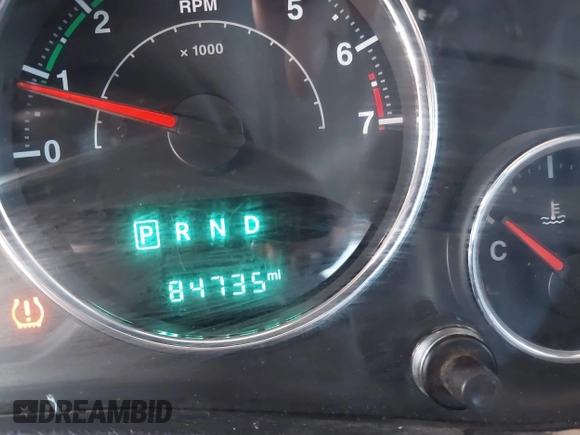 2
RPM
5
x 1000
6
1
7
0
C
P R N D
84735 mi
DREAMBID